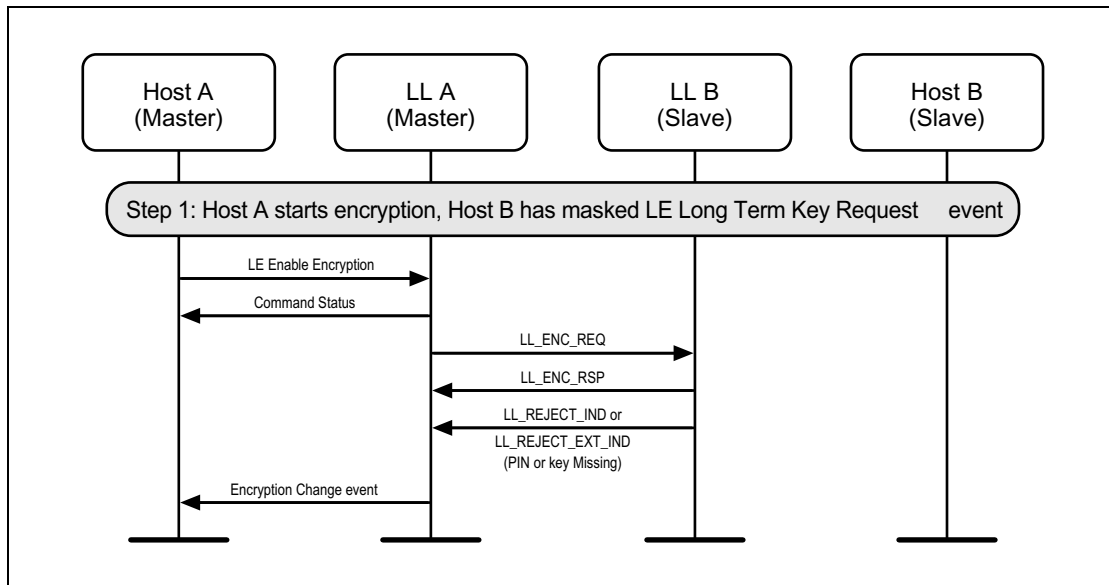 Host A
(Master)
LL A
(Master)
LL B
(Slave)
Host B
(Slave)
Step 1: Host A starts encryption, Host B has masked LE Long Term Key Request event
LE Enable Encryption
Command Status
LL_ENC_REQ
LL_ENC_RSP
LL_REJECT_IND or
LL_REJECT_EXT_IND
(PIN or key Missing)
Encryption Change event